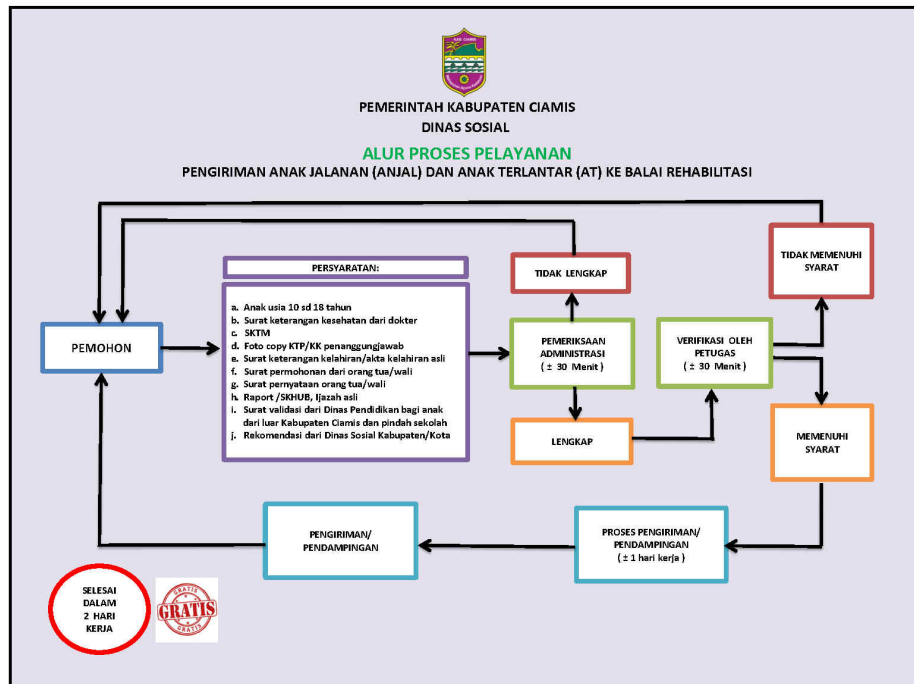 KAB. CIAMIS
PEMERINTAH KABUPATEN CIAMIS
DINAS SOSIAL
ALUR PROSES PELAYANAN
PENGIRIMAN ANAK JALANAN (ANJAL) DAN ANAK TERLANTAR (AT) KE BALAI REHABILITASI
PEMOHON
PERSYARATAN:
a. Anak usia 10 sd 18 tahun
b. Surat keterangan kesehatan dari dokter
c. SKTM
d. Foto copy KTP/KK penanggungjawab
e. Surat keterangan kelahiran/akta kelahiran asli
f. Surat permohonan dari orang tua/wali
g. Surat pernyataan orang tua/wali
h. Raport /SKHUB, Ijazah asli
i. Surat validasi dari Dinas Pendidikan bagi anak
dari luar Kabupaten Ciamis dan pindah sekolah
j. Rekomendasi dari Dinas Sosial Kabupaten/Kota
TIDAK LENGKAP
PEMERIKSAAN
ADMINISTRASI
( ± 30 Menit )
LENGKAP
VERIFIKASI OLEH
PETUGAS
( ± 30 Menit )
TIDAK MEMENUHI
SYARAT
MEMENUHI
SYARAT
PROSES PENGIRIMAN/
PENDAMPINGAN
( ± 1 hari kerja )
PENGIRIMAN/
PENDAMPINGAN
SELESAI
DALAM
2 HARI
KERJA
GRATIS
GRATIS
GRATIS